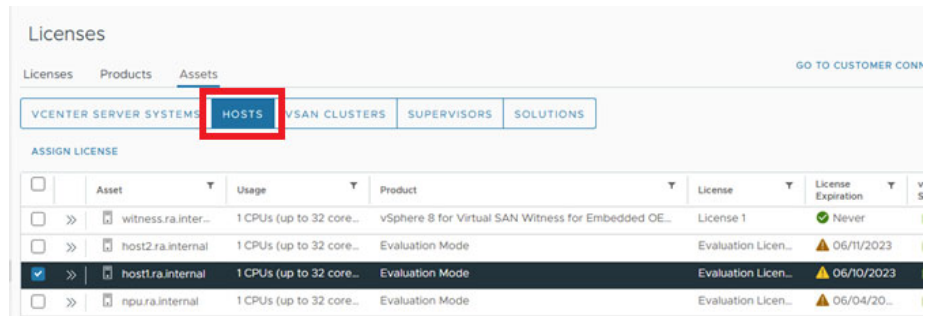 Licenses
Licenses Products Assets GO TO CUSTOMER CONN
VCENTER SERVER SYSTEMS HOSTS VSAN CLUSTERS SUPERVISORS SOLUTIONS
ASSIGN LICENSE
Asset Usage Product License License Expiration
witness.ra.inter... 1 CPUs (up to 32 core... vSphere 8 for Virtual SAN Witness for Embedded OE... License 1 Never
host2.ra.internal 1 CPUs (up to 32 core... Evaluation Mode Evaluation Licen... 06/11/2023
host1.ra.internal 1 CPUs (up to 32 core... Evaluation Mode Evaluation Licen... 06/10/2023
npu.ra.internal 1 CPUs (up to 32 core... Evaluation Mode Evaluation Licen... 06/04/20...